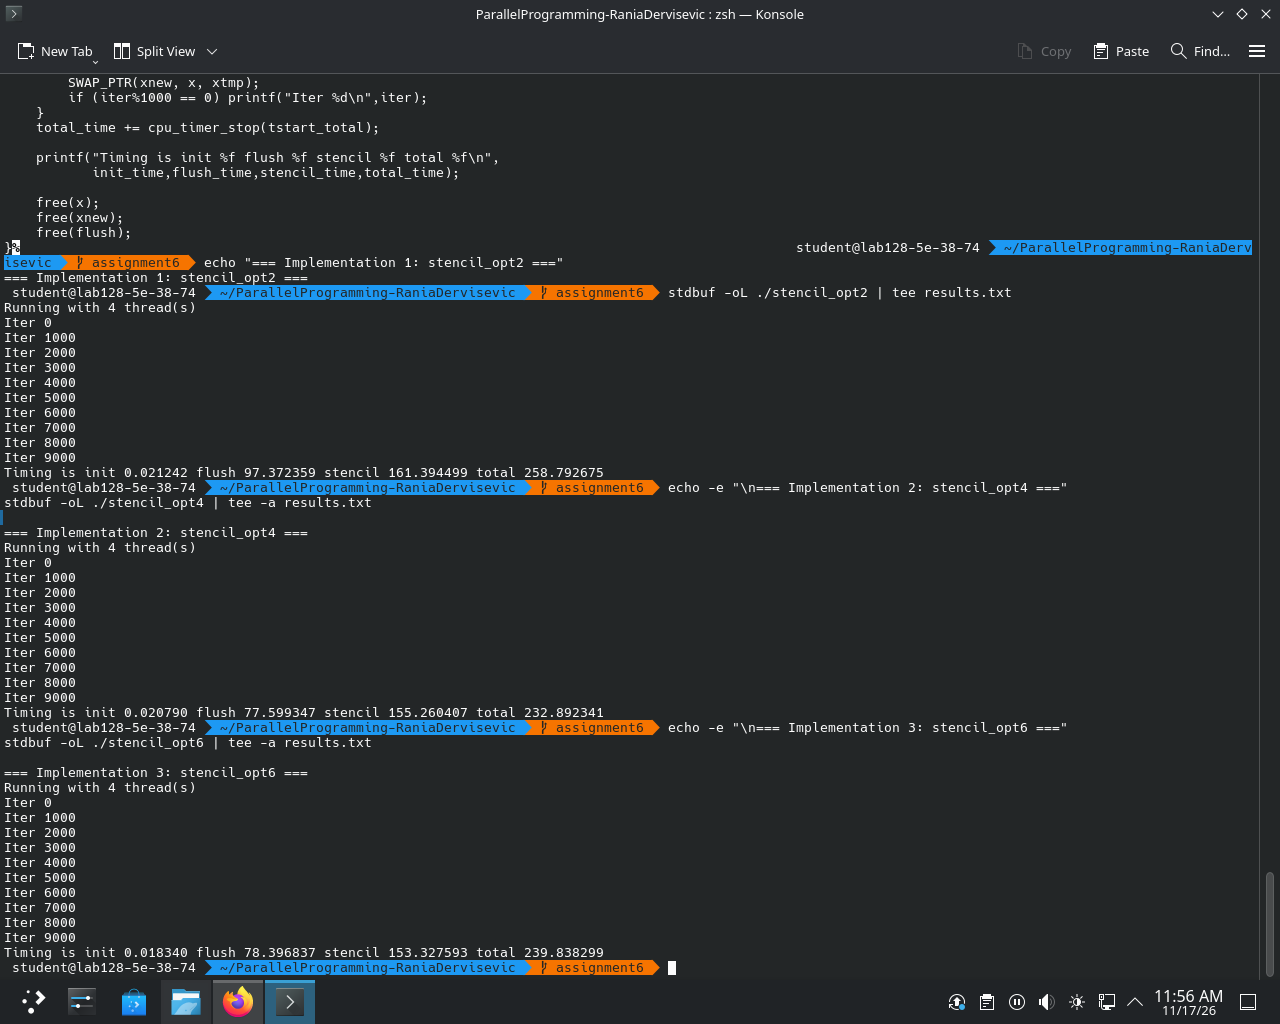 ParallelProgramming-RaniaDervisevic : zsh — Konsole
New Tab
Split View
Copy
Paste
Find...
        SWAP_PTR(xnew, x, xtmp);
        if (iter%1000 == 0) printf("Iter %d\n",iter);
    }
    total_time += cpu_timer_stop(tstart_total);
    printf("Timing is init %f flush %f stencil %f total %f\n",
           init_time,flush_time,stencil_time,total_time);
    free(x);
    free(xnew);
    free(flush);
}% student@lab128-5e-38-74 ~/ParallelProgramming-RaniaDerv
isevic assignment6 echo "=== Implementation 1: stencil_opt2 ==="
=== Implementation 1: stencil_opt2 ===
student@lab128-5e-38-74 ~/ParallelProgramming-RaniaDervisevic assignment6 stdbuf -oL ./stencil_opt2 | tee results.txt
Running with 4 thread(s)
Iter 0
Iter 1000
Iter 2000
Iter 3000
Iter 4000
Iter 5000
Iter 6000
Iter 7000
Iter 8000
Iter 9000
Timing is init 0.021242 flush 97.372359 stencil 161.394499 total 258.792675
student@lab128-5e-38-74 ~/ParallelProgramming-RaniaDervisevic assignment6 echo -e "\n=== Implementation 2: stencil_opt4 ==="
stdbuf -oL ./stencil_opt4 | tee -a results.txt
=== Implementation 2: stencil_opt4 ===
Running with 4 thread(s)
Iter 0
Iter 1000
Iter 2000
Iter 3000
Iter 4000
Iter 5000
Iter 6000
Iter 7000
Iter 8000
Iter 9000
Timing is init 0.020790 flush 77.599347 stencil 155.260407 total 232.892341
student@lab128-5e-38-74 ~/ParallelProgramming-RaniaDervisevic assignment6 echo -e "\n=== Implementation 3: stencil_opt6 ==="
stdbuf -oL ./stencil_opt6 | tee -a results.txt
=== Implementation 3: stencil_opt6 ===
Running with 4 thread(s)
Iter 0
Iter 1000
Iter 2000
Iter 3000
Iter 4000
Iter 5000
Iter 6000
Iter 7000
Iter 8000
Iter 9000
Timing is init 0.018340 flush 78.396837 stencil 153.327593 total 239.838299
student@lab128-5e-38-74 ~/ParallelProgramming-RaniaDervisevic assignment6
11:56 AM
11/17/26